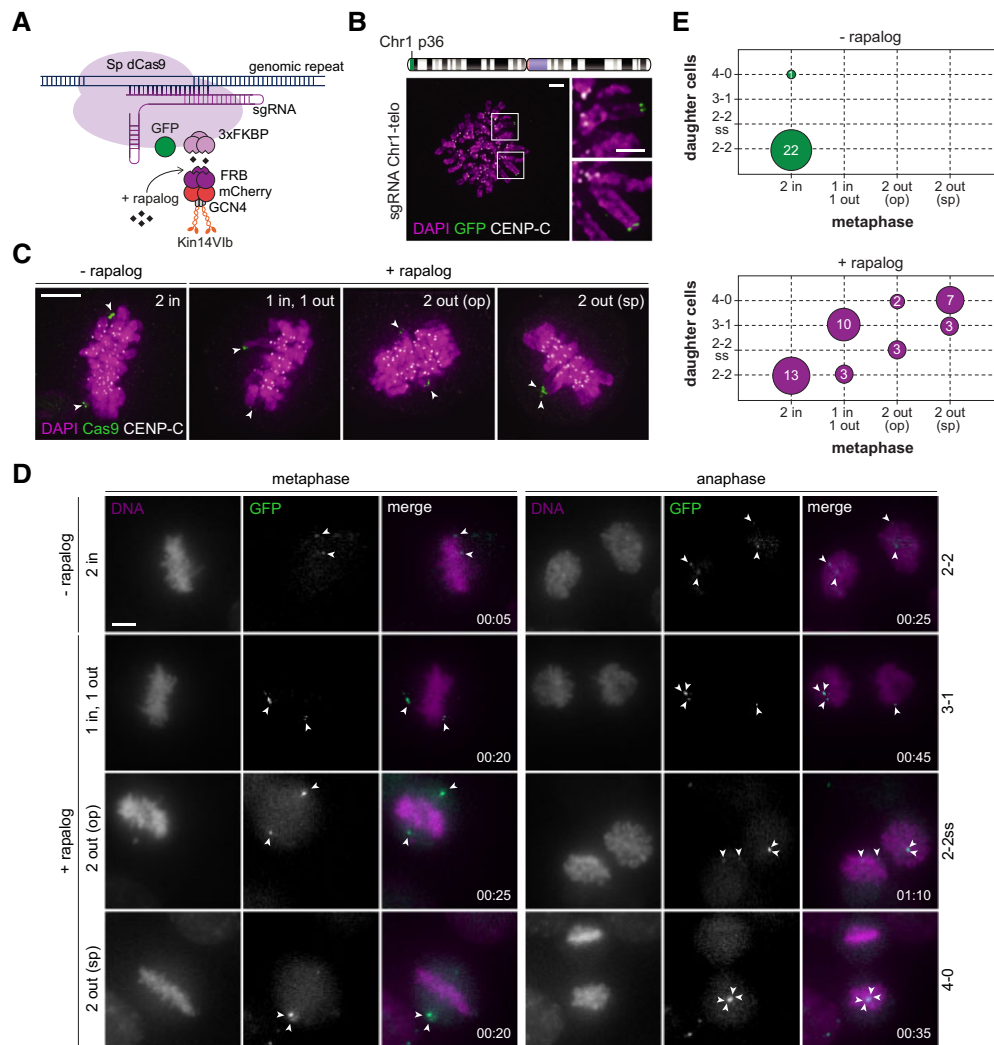 A
Sp dCas9
genomic repeat
sgRNA
GFP
3xFKBP
+ rapalog
FRB
mCherry
GCN4
Kin14VIb
B
Chr1 p36
sgRNA Chr1-telo
DAPI GFP CENP-C
C
- rapalog
+ rapalog
2 in
1 in, 1 out
2 out (op)
2 out (sp)
DAPI Cas9 CENP-C
E
- rapalog
daughter cells
4-0
3-1
2-2
ss
2-2
1
22
2 in
1 in
1 out
2 out
(op)
2 out
(sp)
metaphase
+ rapalog
daughter cells
4-0
3-1
2-2
ss
2-2
2
7
10
3
3
13
3
2 in
1 in
1 out
2 out
(op)
2 out
(sp)
metaphase
D
metaphase
anaphase
DNA
GFP
merge
DNA
GFP
merge
- rapalog
2 in
00:05
00:25
2-2
+ rapalog
1 in, 1 out
00:20
00:45
3-1
2 out (op)
00:25
01:10
2-2ss
2 out (sp)
00:20
00:35
4-0